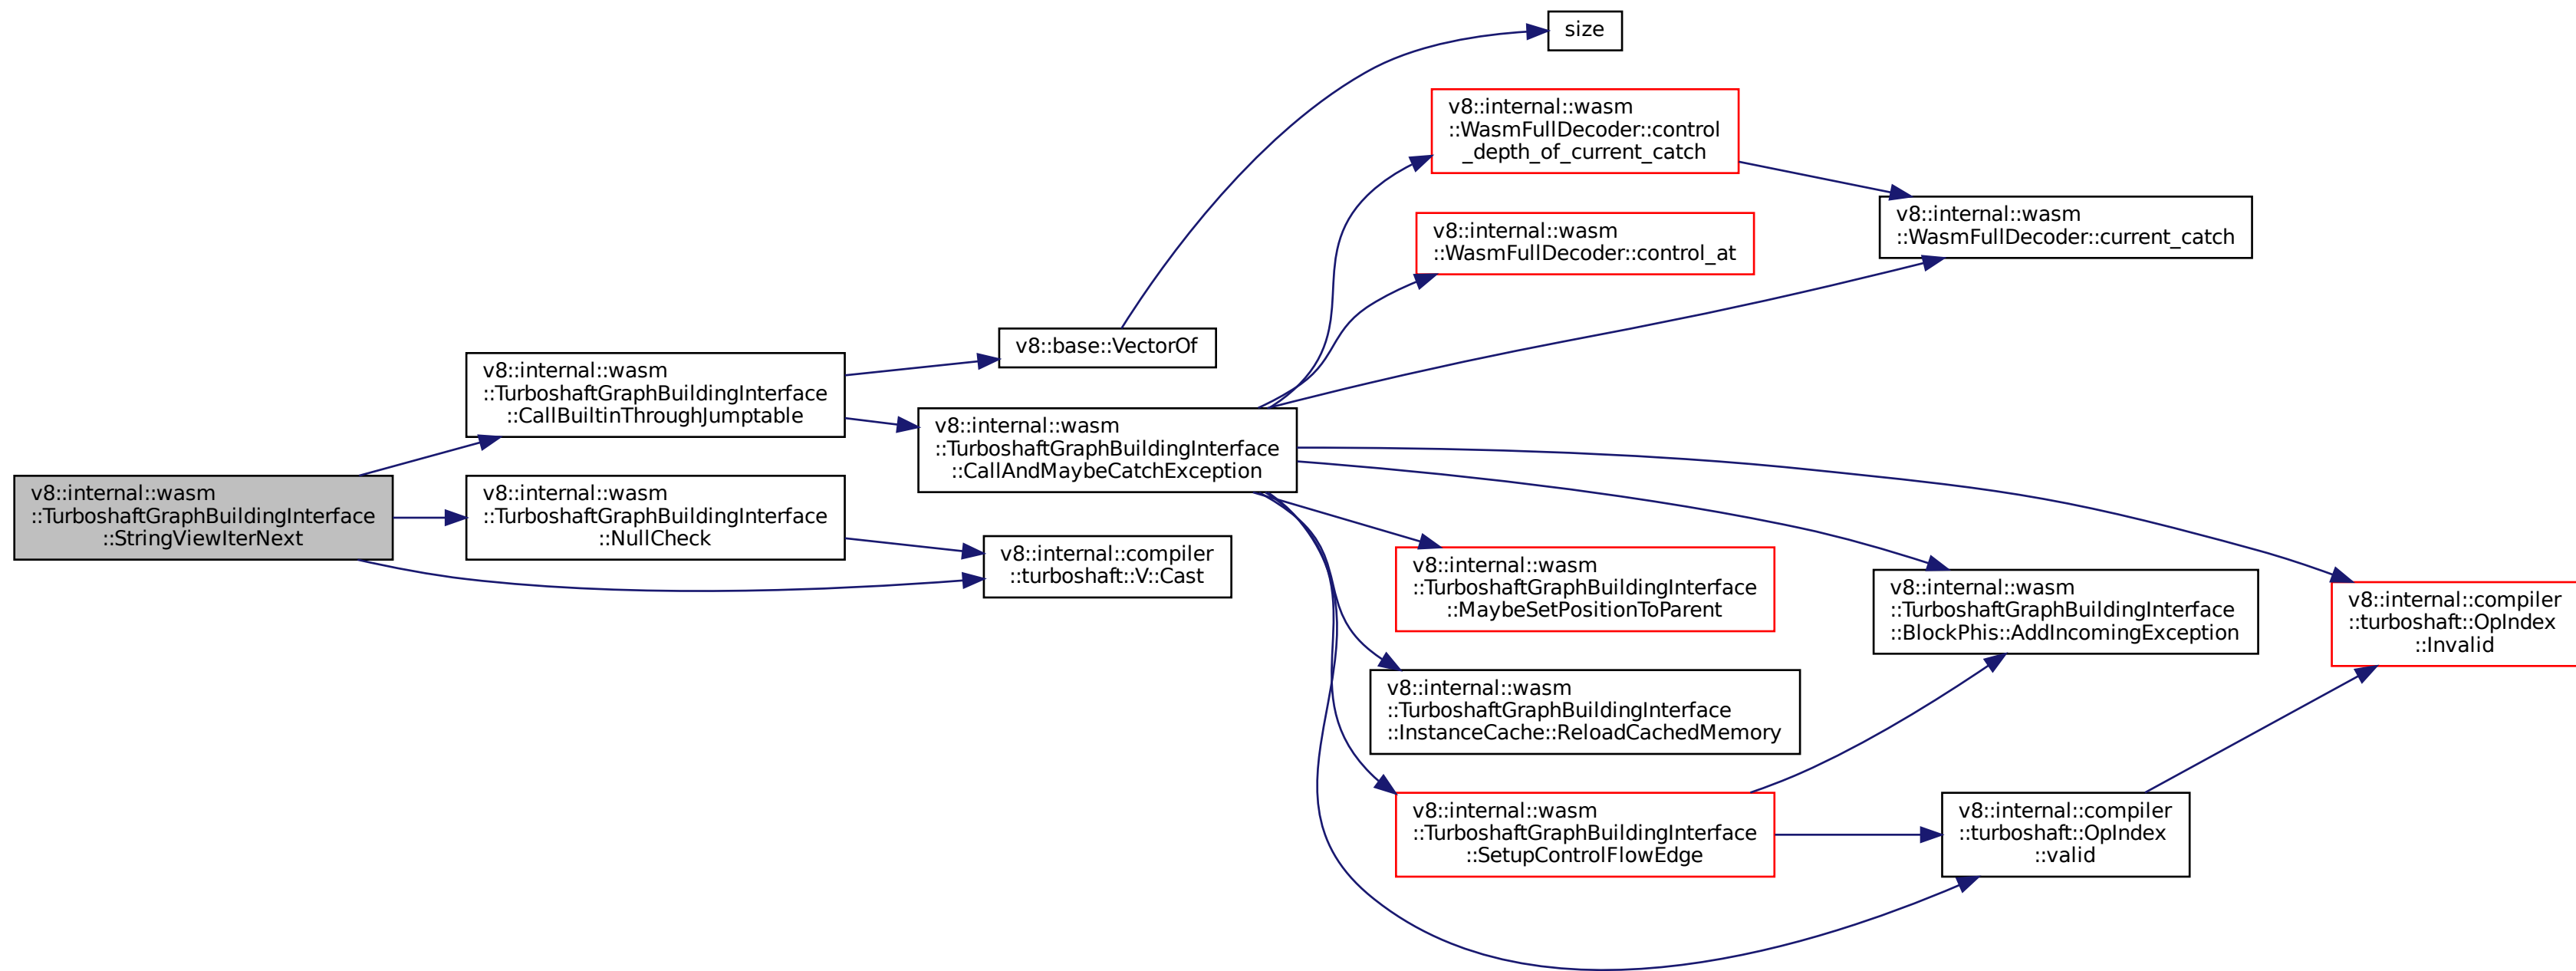 v8::internal::wasm
::TurboshaftGraphBuildingInterface
::StringViewIterNext
v8::internal::wasm
::TurboshaftGraphBuildingInterface
::CallBuiltinThroughJumptable
v8::internal::wasm
::TurboshaftGraphBuildingInterface
::NullCheck
v8::base::VectorOf
v8::internal::wasm
::TurboshaftGraphBuildingInterface
::CallAndMaybeCatchException
v8::internal::compiler
::turboshaft::V::Cast
size
v8::internal::wasm
::WasmFullDecoder::control
_depth_of_current_catch
v8::internal::wasm
::WasmFullDecoder::control_at
v8::internal::wasm
::WasmFullDecoder::current_catch
v8::internal::wasm
::TurboshaftGraphBuildingInterface
::MaybeSetPositionToParent
v8::internal::wasm
::TurboshaftGraphBuildingInterface
::InstanceCache::ReloadCachedMemory
v8::internal::wasm
::TurboshaftGraphBuildingInterface
::SetupControlFlowEdge
v8::internal::wasm
::TurboshaftGraphBuildingInterface
::BlockPhis::AddIncomingException
v8::internal::compiler
::turboshaft::OpIndex
::valid
v8::internal::compiler
::turboshaft::OpIndex
::Invalid